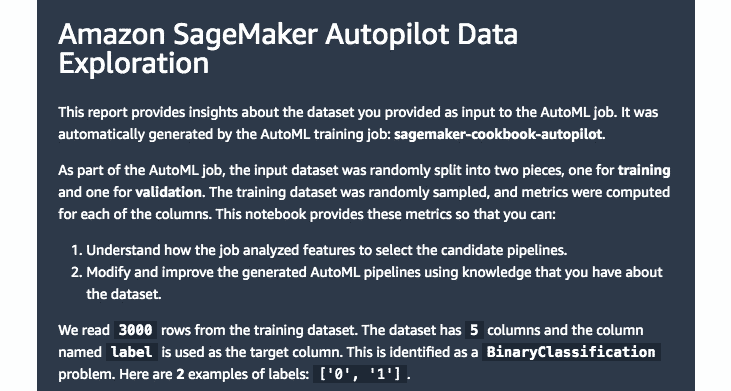 Amazon SageMaker Autopilot Data
Exploration
This report provides insights about the dataset you provided as input to the AutoML job. It was
automatically generated by the AutoML training job: sagemaker-cookbook-autopilot.
As part of the AutoML job, the input dataset was randomly split into two pieces, one for training
and one for validation. The training dataset was randomly sampled, and metrics were computed
for each of the columns. This notebook provides these metrics so that you can:
1. Understand how the job analyzed features to select the candidate pipelines.
2. Modify and improve the generated AutoML pipelines using knowledge that you have about
the dataset.
We read 3000 rows from the training dataset. The dataset has 5 columns and the column
named label is used as the target column. This is identified as a BinaryClassification
problem. Here are 2 examples of labels: ['0', '1'].